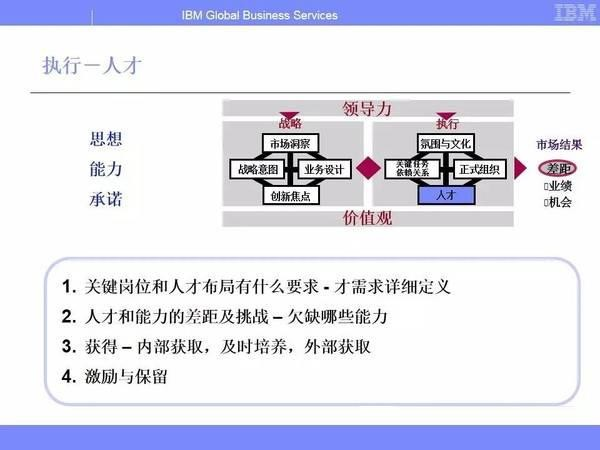 IBM Global Business Services
IBM
执行－人才
思想
能力
承诺
领导力
战略
市场洞察
战略意图
业务设计
创新焦点
执行
氛围与文化
关键任务
依赖关系
正式组织
人才
价值观
市场结果
差距
业绩
机会
1. 关键岗位和人才布局有什么要求 - 才需求详细定义
2. 人才和能力的差距及挑战 – 欠缺哪些能力
3. 获得 – 内部获取，及时培养，外部获取
4. 激励与保留